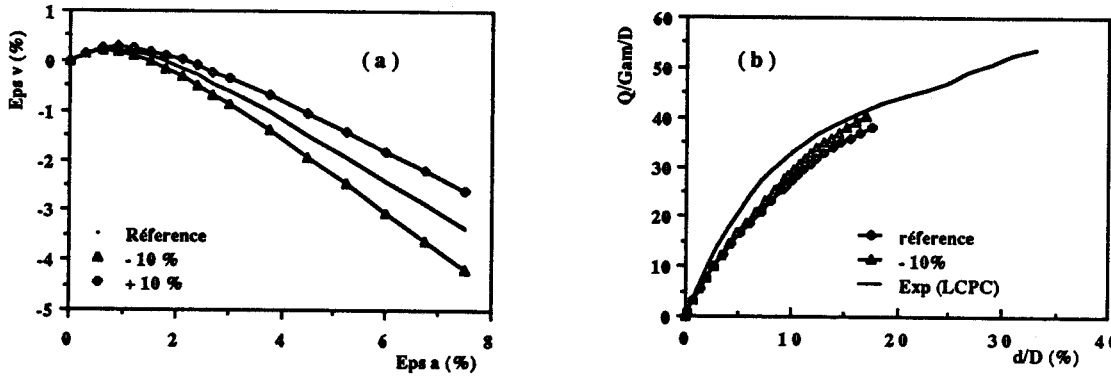 1
0
-1
-2
-3
-4
-5
Eps v (%)
(a)
Réference
- 10 %
+ 10 %
0
2
4
6
8
Eps a (%)
60
50
40
30
20
10
0
Q/Gam/D
(b)
réference
- 10%
Exp (LCPC)
0
10
20
30
40
d/D (%)